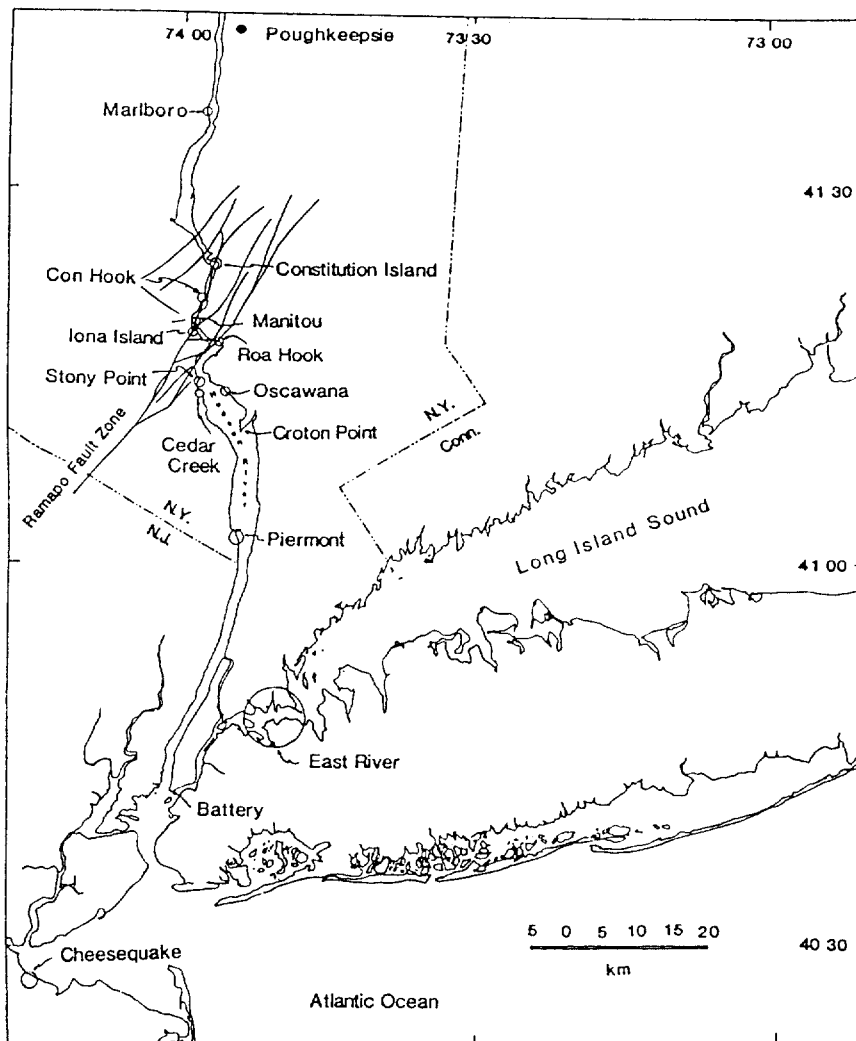 74 00
73 30
73 00
Poughkeepsie
Marlboro
41 30
Constitution Island
Con Hook
Manitou
Iona Island
Roa Hook
Stony Point
Oscawana
N.Y.
Conn.
Croton Point
Cedar
Creek
Ramapo Fault Zone
N.Y.
N.J.
Piermont
Long Island Sound
41 00
East River
Battery
5 0 5 10 15 20
km
40 30
Cheesequake
Atlantic Ocean